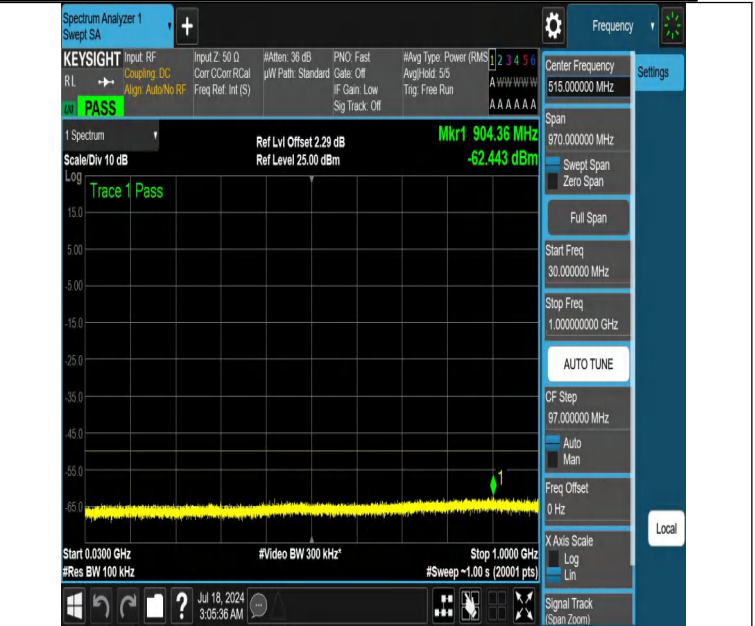 Spectrum Analyzer 1
Swept SA
+
Frequency
KEYSIGHT
RL
PASS
Input: RF
Coupling: DC
Align: Auto/No RF
Input Z: 50 Ω
Corr CCorr RCal
Freq Ref: Int (S)
#Atten: 36 dB
µW Path: Standard
PNO: Fast
Gate: Off
IF Gain: Low
Sig Track: Off
#Avg Type: Power (RMS
Avg|Hold: 5/5
Trig: Free Run
1 2 3 4 5 6
A W W W W W
A A A A A A
1 Spectrum
Scale/Div 10 dB
Log
Ref Lvl Offset 2.29 dB
Ref Level 25.00 dBm
Mkr1 904.36 MHz
-62.443 dBm
Trace 1 Pass
15.0
5.00
-5.00
-15.0
-25.0
-35.0
-45.0
-55.0
-65.0
1
Start 0.0300 GHz
#Res BW 100 kHz
#Video BW 300 kHz*
Stop 1.0000 GHz
#Sweep ~1.00 s (20001 pts)
Jul 18, 2024
3:05:36 AM
?
Center Frequency
515.000000 MHz
Settings
Span
970.000000 MHz
Swept Span
Zero Span
Full Span
Start Freq
30.000000 MHz
Stop Freq
1.000000000 GHz
AUTO TUNE
CF Step
97.000000 MHz
Auto
Man
Freq Offset
0 Hz
X Axis Scale
Log
Lin
Local
Signal Track
(Span Zoom)